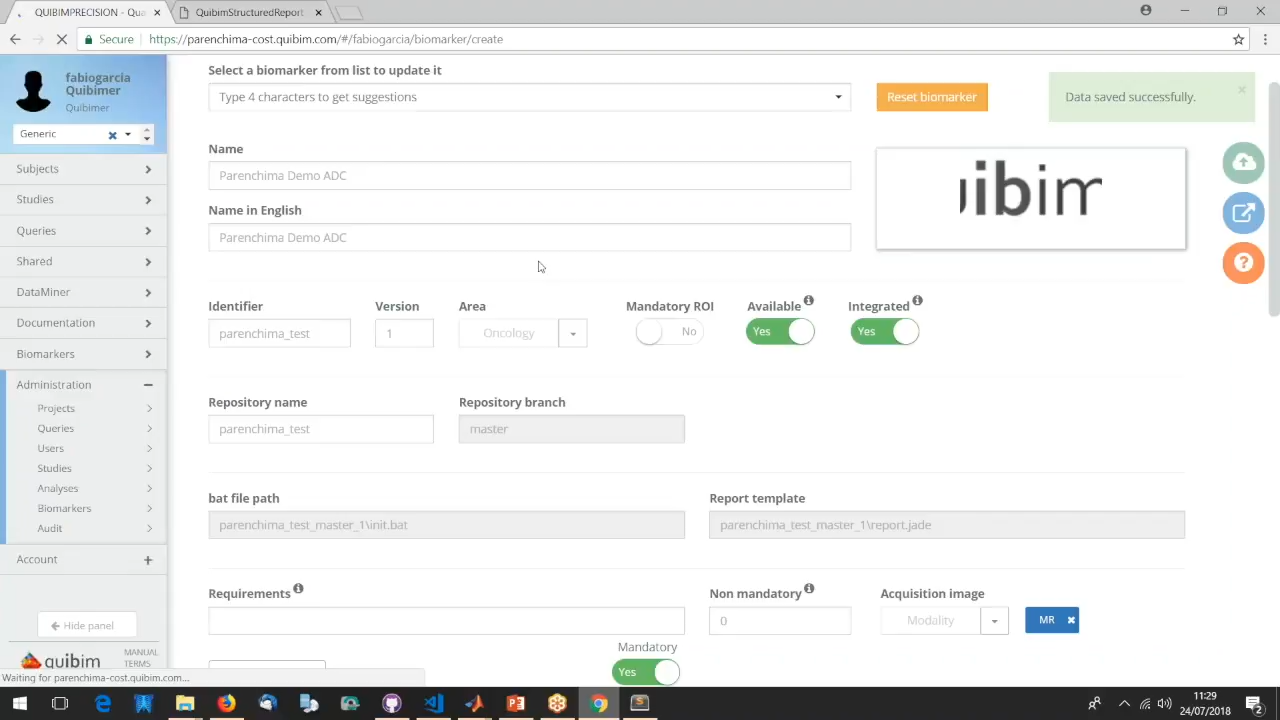 QUIBIMPRECISION - Qua
QuibimStructuredReport
Secure
https://parenchima-cost.quibim.com/#/fabiogarcia/biomarker/create
fabiogarcia
Quibimer
Quibimer
Generic
Subjects
Studies
Queries
Shared
DataMiner
Documentation
Biomarkers
Administration
Projects
Queries
Users
Studies
Analyses
Biomarkers
Audit
Account
Hide panel
quibim
MANUAL
TERMS
Select a biomarker from list to update it
Type 4 characters to get suggestions
Reset biomarker
Data saved successfully.
Name
Parenchima Demo ADC
Name in English
Parenchima Demo ADC
uibim
Identifier
Version
Area
Mandatory ROI
Available
Integrated
parenchima_test
1
Oncology
No
Yes
Yes
Repository name
Repository branch
parenchima_test
master
bat file path
Report template
parenchima_test_master_1\init.bat
parenchima_test_master_1\report.jade
Requirements
Non mandatory
Acquisition image
0
Modality
MR
Mandatory
Yes
Waiting for parenchima-cost.quibim.com...
11:29
24/07/2018
2